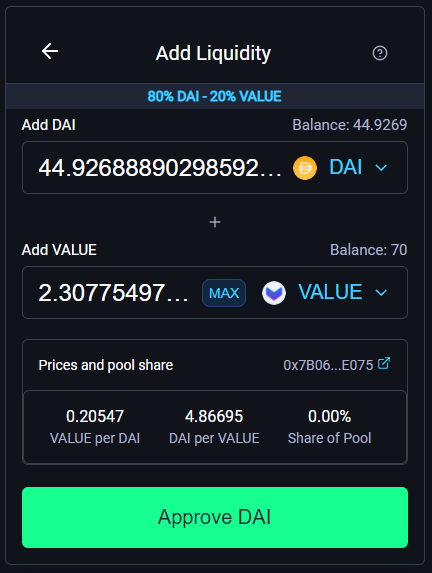 Add Liquidity
80% DAI - 20% VALUE
Add DAI Balance: 44.9269
44.92688890298592... DAI
+
Add VALUE Balance: 70
2.30775497... MAX VALUE
Prices and pool share 0x7B06...E075
0.20547 4.86695 0.00%
VALUE per DAI DAI per VALUE Share of Pool
Approve DAI